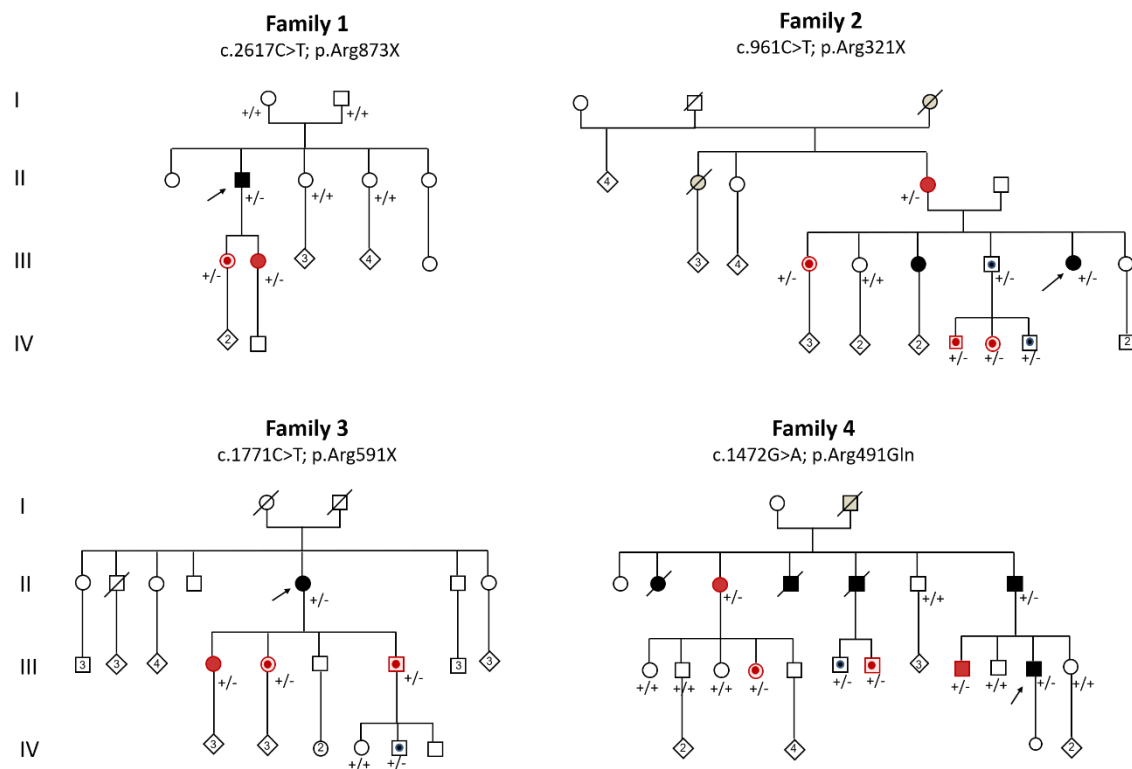 Family 1
c.2617C>T; p.Arg873X
I
+/+ +/+
II
+/- +/+ +/+
III
3 4
+/- +/-
IV
2
Family 2
c.961C>T; p.Arg321X
4
+/-
3 4
+/- +/+ +/- +/-
3 2 2 2
+/- +/- +/-
Family 3
c.1771C>T; p.Arg591X
I
II
+/-
III
3 3 4 3 3
+/- +/- +/-
IV
3 3 2
+/+ +/-
Family 4
c.1472G>A; p.Arg491Gln
+/- +/+ +/-
3
+/+ +/+ +/+ +/- +/- +/- +/- +/+ +/- +/+
2 4 2